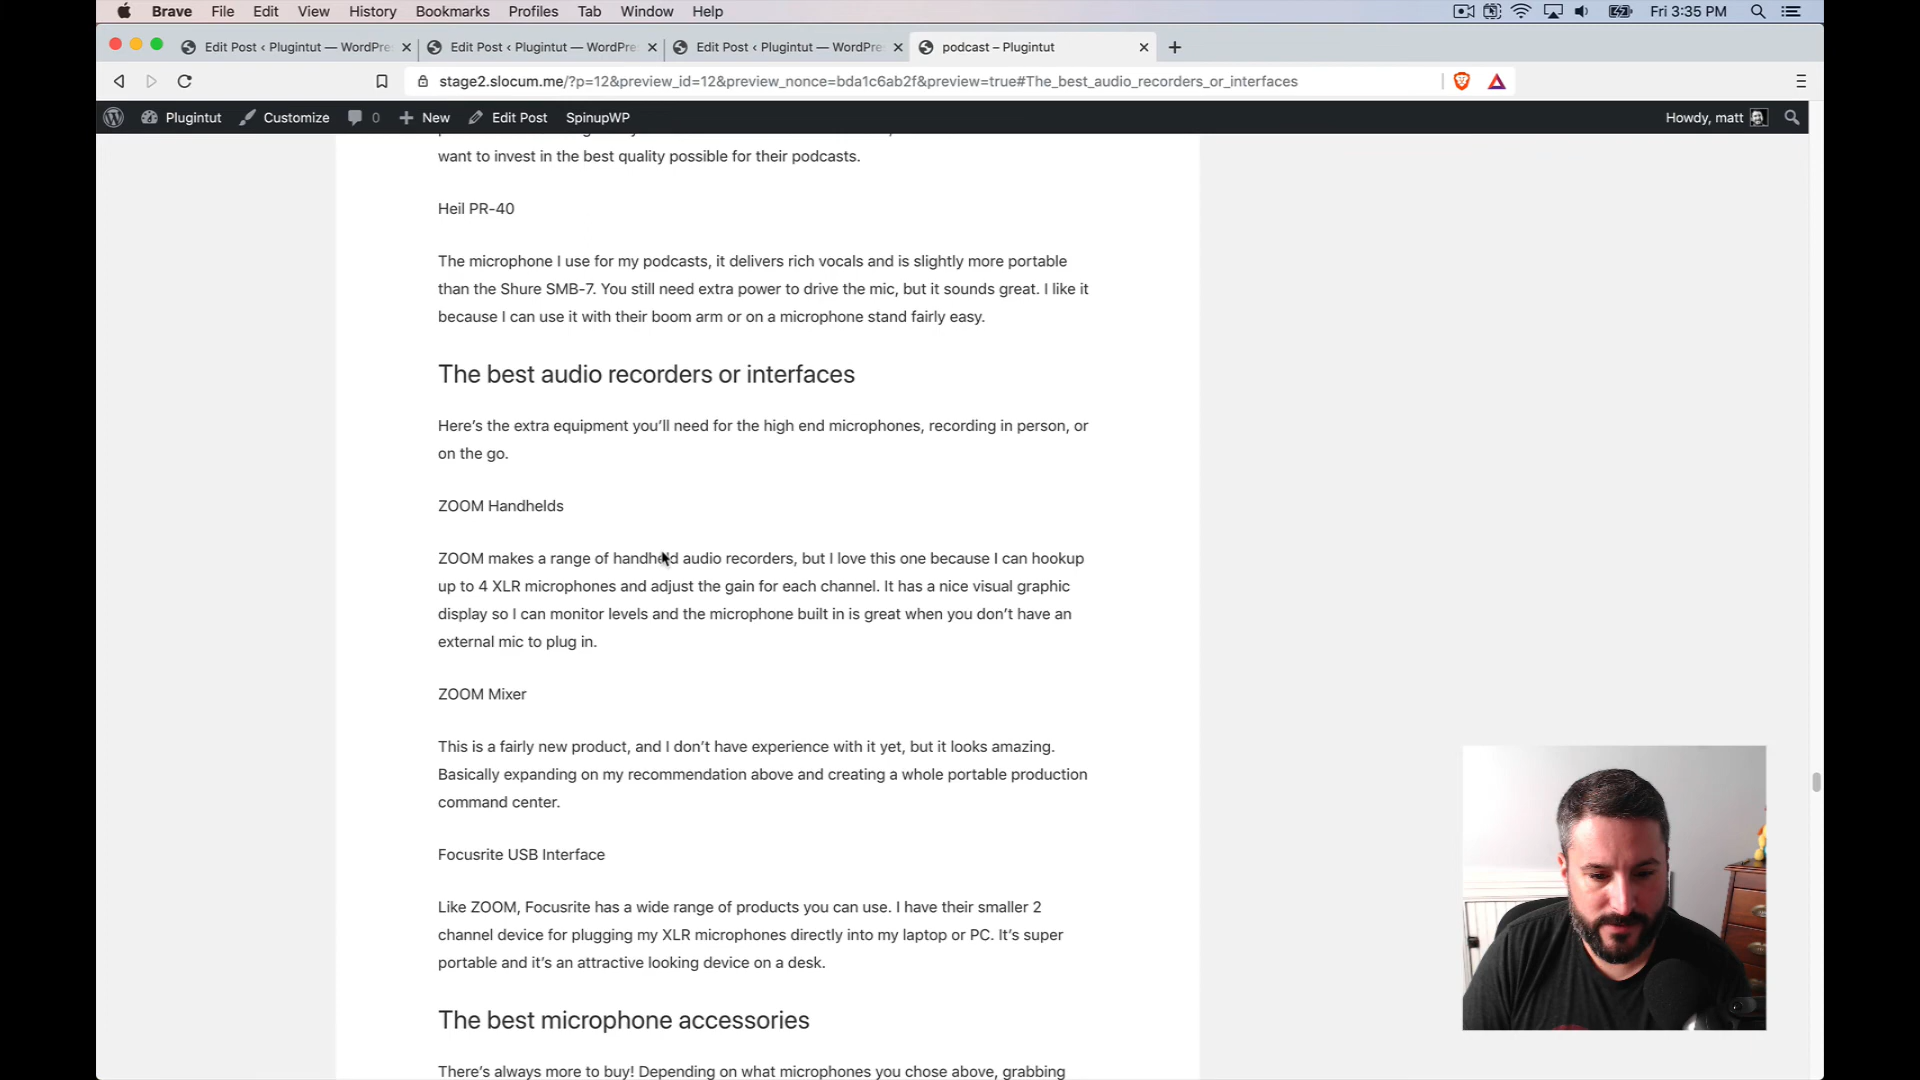 Brave File Edit View History Bookmarks Profiles Tab Window Help Fri 3:35 PM
Edit Post ‹ Plugintut — WordPre Edit Post ‹ Plugintut — WordPre Edit Post ‹ Plugintut — WordPre podcast – Plugintut
stage2.slocum.me/?p=12&preview_id=12&preview_nonce=bda1c6ab2f&preview=true#The_best_audio_recorders_or_interfaces
Plugintut Customize 0 New Edit Post SpinupWP Howdy, matt
want to invest in the best quality possible for their podcasts.
Heil PR-40
The microphone I use for my podcasts, it delivers rich vocals and is slightly more portable
than the Shure SMB-7. You still need extra power to drive the mic, but it sounds great. I like it
because I can use it with their boom arm or on a microphone stand fairly easy.
The best audio recorders or interfaces
Here’s the extra equipment you’ll need for the high end microphones, recording in person, or
on the go.
ZOOM Handhelds
ZOOM makes a range of handheld audio recorders, but I love this one because I can hookup
up to 4 XLR microphones and adjust the gain for each channel. It has a nice visual graphic
display so I can monitor levels and the microphone built in is great when you don’t have an
external mic to plug in.
ZOOM Mixer
This is a fairly new product, and I don’t have experience with it yet, but it looks amazing.
Basically expanding on my recommendation above and creating a whole portable production
command center.
Focusrite USB Interface
Like ZOOM, Focusrite has a wide range of products you can use. I have their smaller 2
channel device for plugging my XLR microphones directly into my laptop or PC. It’s super
portable and it’s an attractive looking device on a desk.
The best microphone accessories
There’s always more to buy! Depending on what microphones you chose above, grabbing